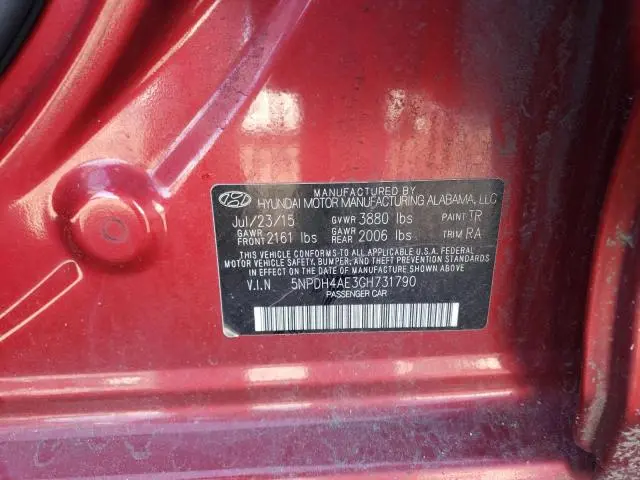 MANUFACTURED BY
HYUNDAI MOTOR MANUFACTURING ALABAMA, LLC
Jul/23/15 GVWR 3880 lbs PAINT TR
GAWR FRONT 2161 lbs GAWR REAR 2006 lbs TRIM RA
THIS VEHICLE CONFORMS TO ALL APPLICABLE U.S.A. FEDERAL
MOTOR VEHICLE SAFETY, BUMPER, AND THEFT PREVENTION STANDARDS
IN EFFECT ON THE DATE OF MANUFACTURE SHOWN ABOVE.
V.I.N 5NPDH4AE3GH731790
PASSENGER CAR